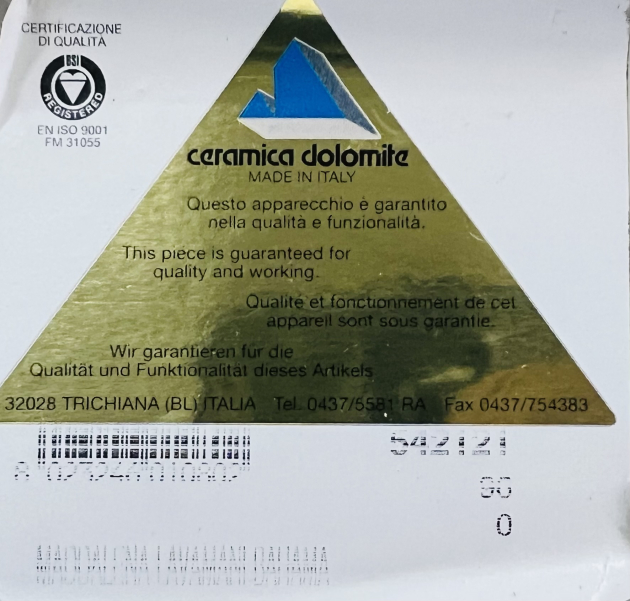 CERTIFICAZIONE
DI QUALITÀ
BSI
REGISTERED
EN ISO 9001
FM 31055
ceramica dolomite
MADE IN ITALY
Questo apparecchio è garantito
nella qualità e funzionalità.
This piece is guaranteed for
quality and working.
Qualité et fonctionnement de cet
appareil sont sous garantie.
Wir garantieren für die
Qualität und Funktionalität dieses Artikels
32028 TRICHIANA (BL) ITALIA Tel. 0437/5581 RA Fax 0437/754383
542121
0